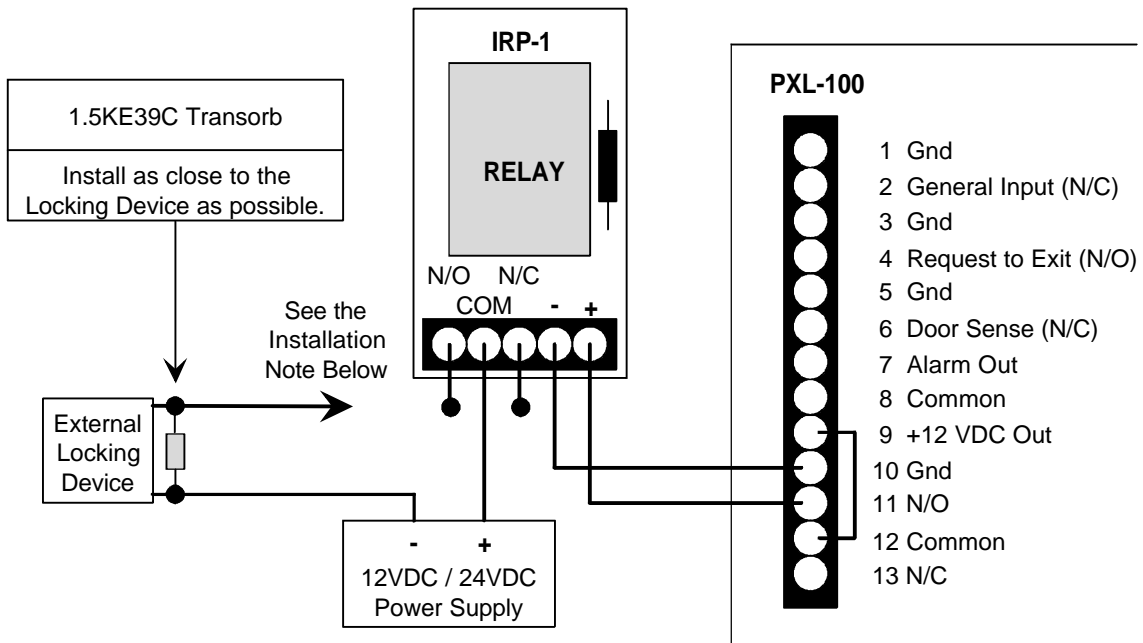 IRP-1
RELAY
N/O N/C
COM - +
1.5KE39C Transorb
Install as close to the
Locking Device as possible.
See the
Installation
Note Below
External
Locking
Device
- +
12VDC / 24VDC
Power Supply
PXL-100
1 Gnd
2 General Input (N/C)
3 Gnd
4 Request to Exit (N/O)
5 Gnd
6 Door Sense (N/C)
7 Alarm Out
8 Common
9 +12 VDC Out
10 Gnd
11 N/O
12 Common
13 N/C